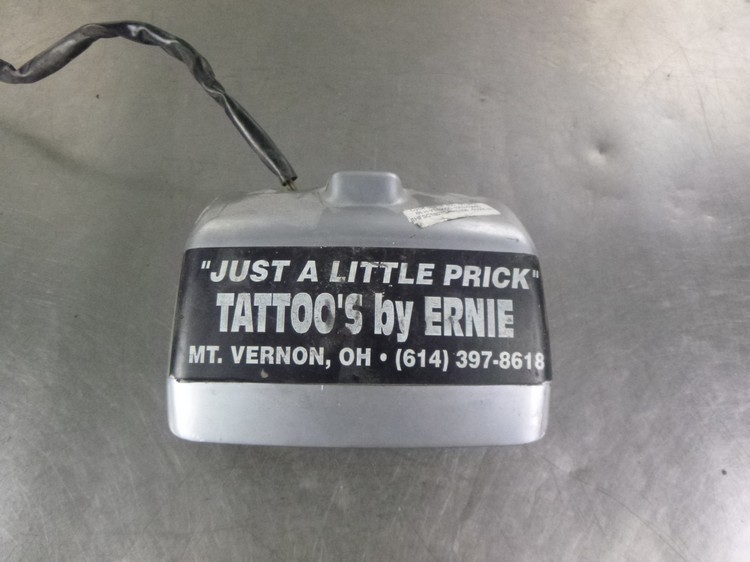 "JUST A LITTLE PRICK"
TATTOO'S by ERNIE
MT. VERNON, OH • (614) 397-8618